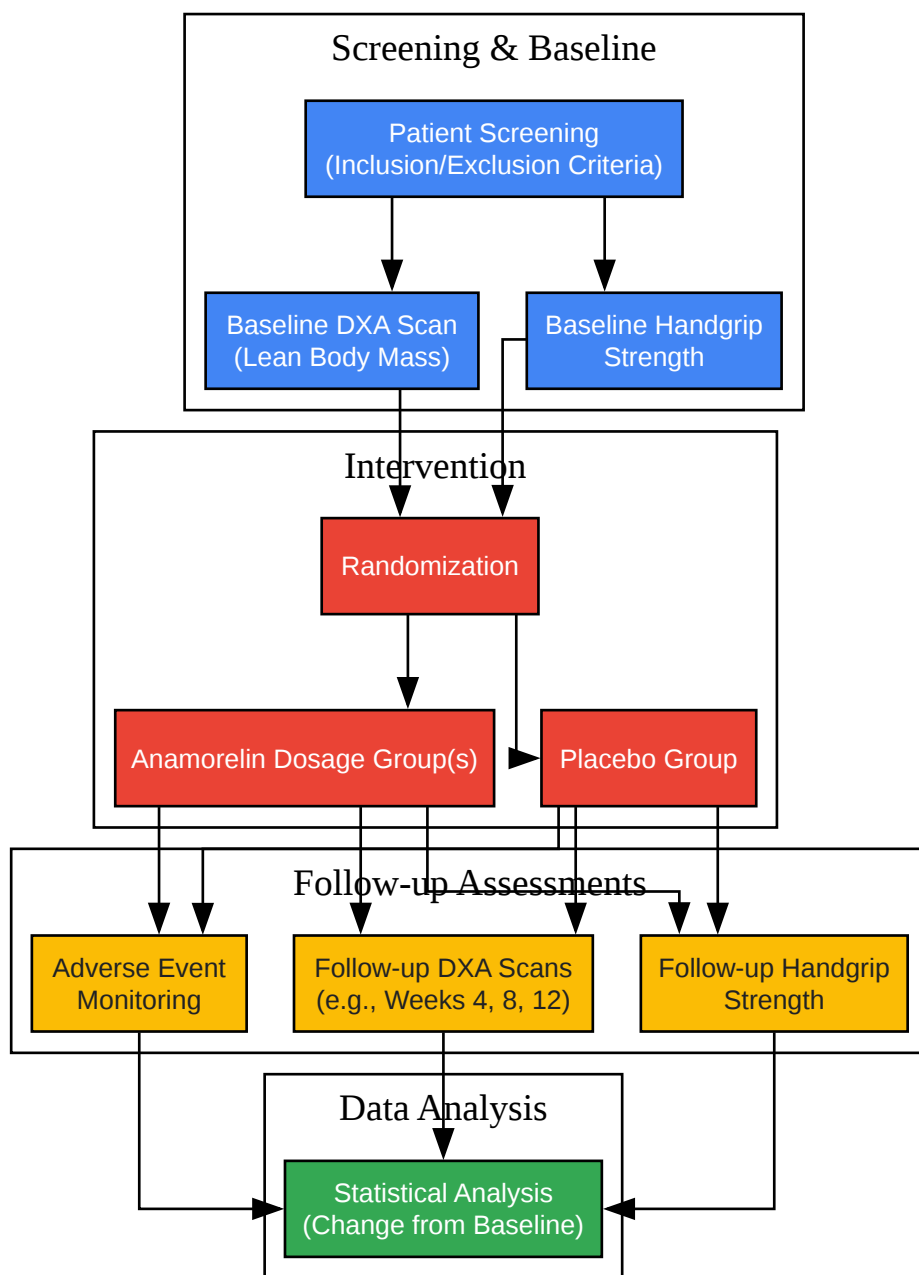 Screening & Baseline
Patient Screening
(Inclusion/Exclusion Criteria)
Baseline DXA Scan
(Lean Body Mass)
Baseline Handgrip
Strength
Intervention
Randomization
Anamorelin Dosage Group(s)
Placebo Group
Follow-up Assessments
Adverse Event
Monitoring
Follow-up DXA Scans
(e.g., Weeks 4, 8, 12)
Follow-up Handgrip
Strength
Data Analysis
Statistical Analysis
(Change from Baseline)